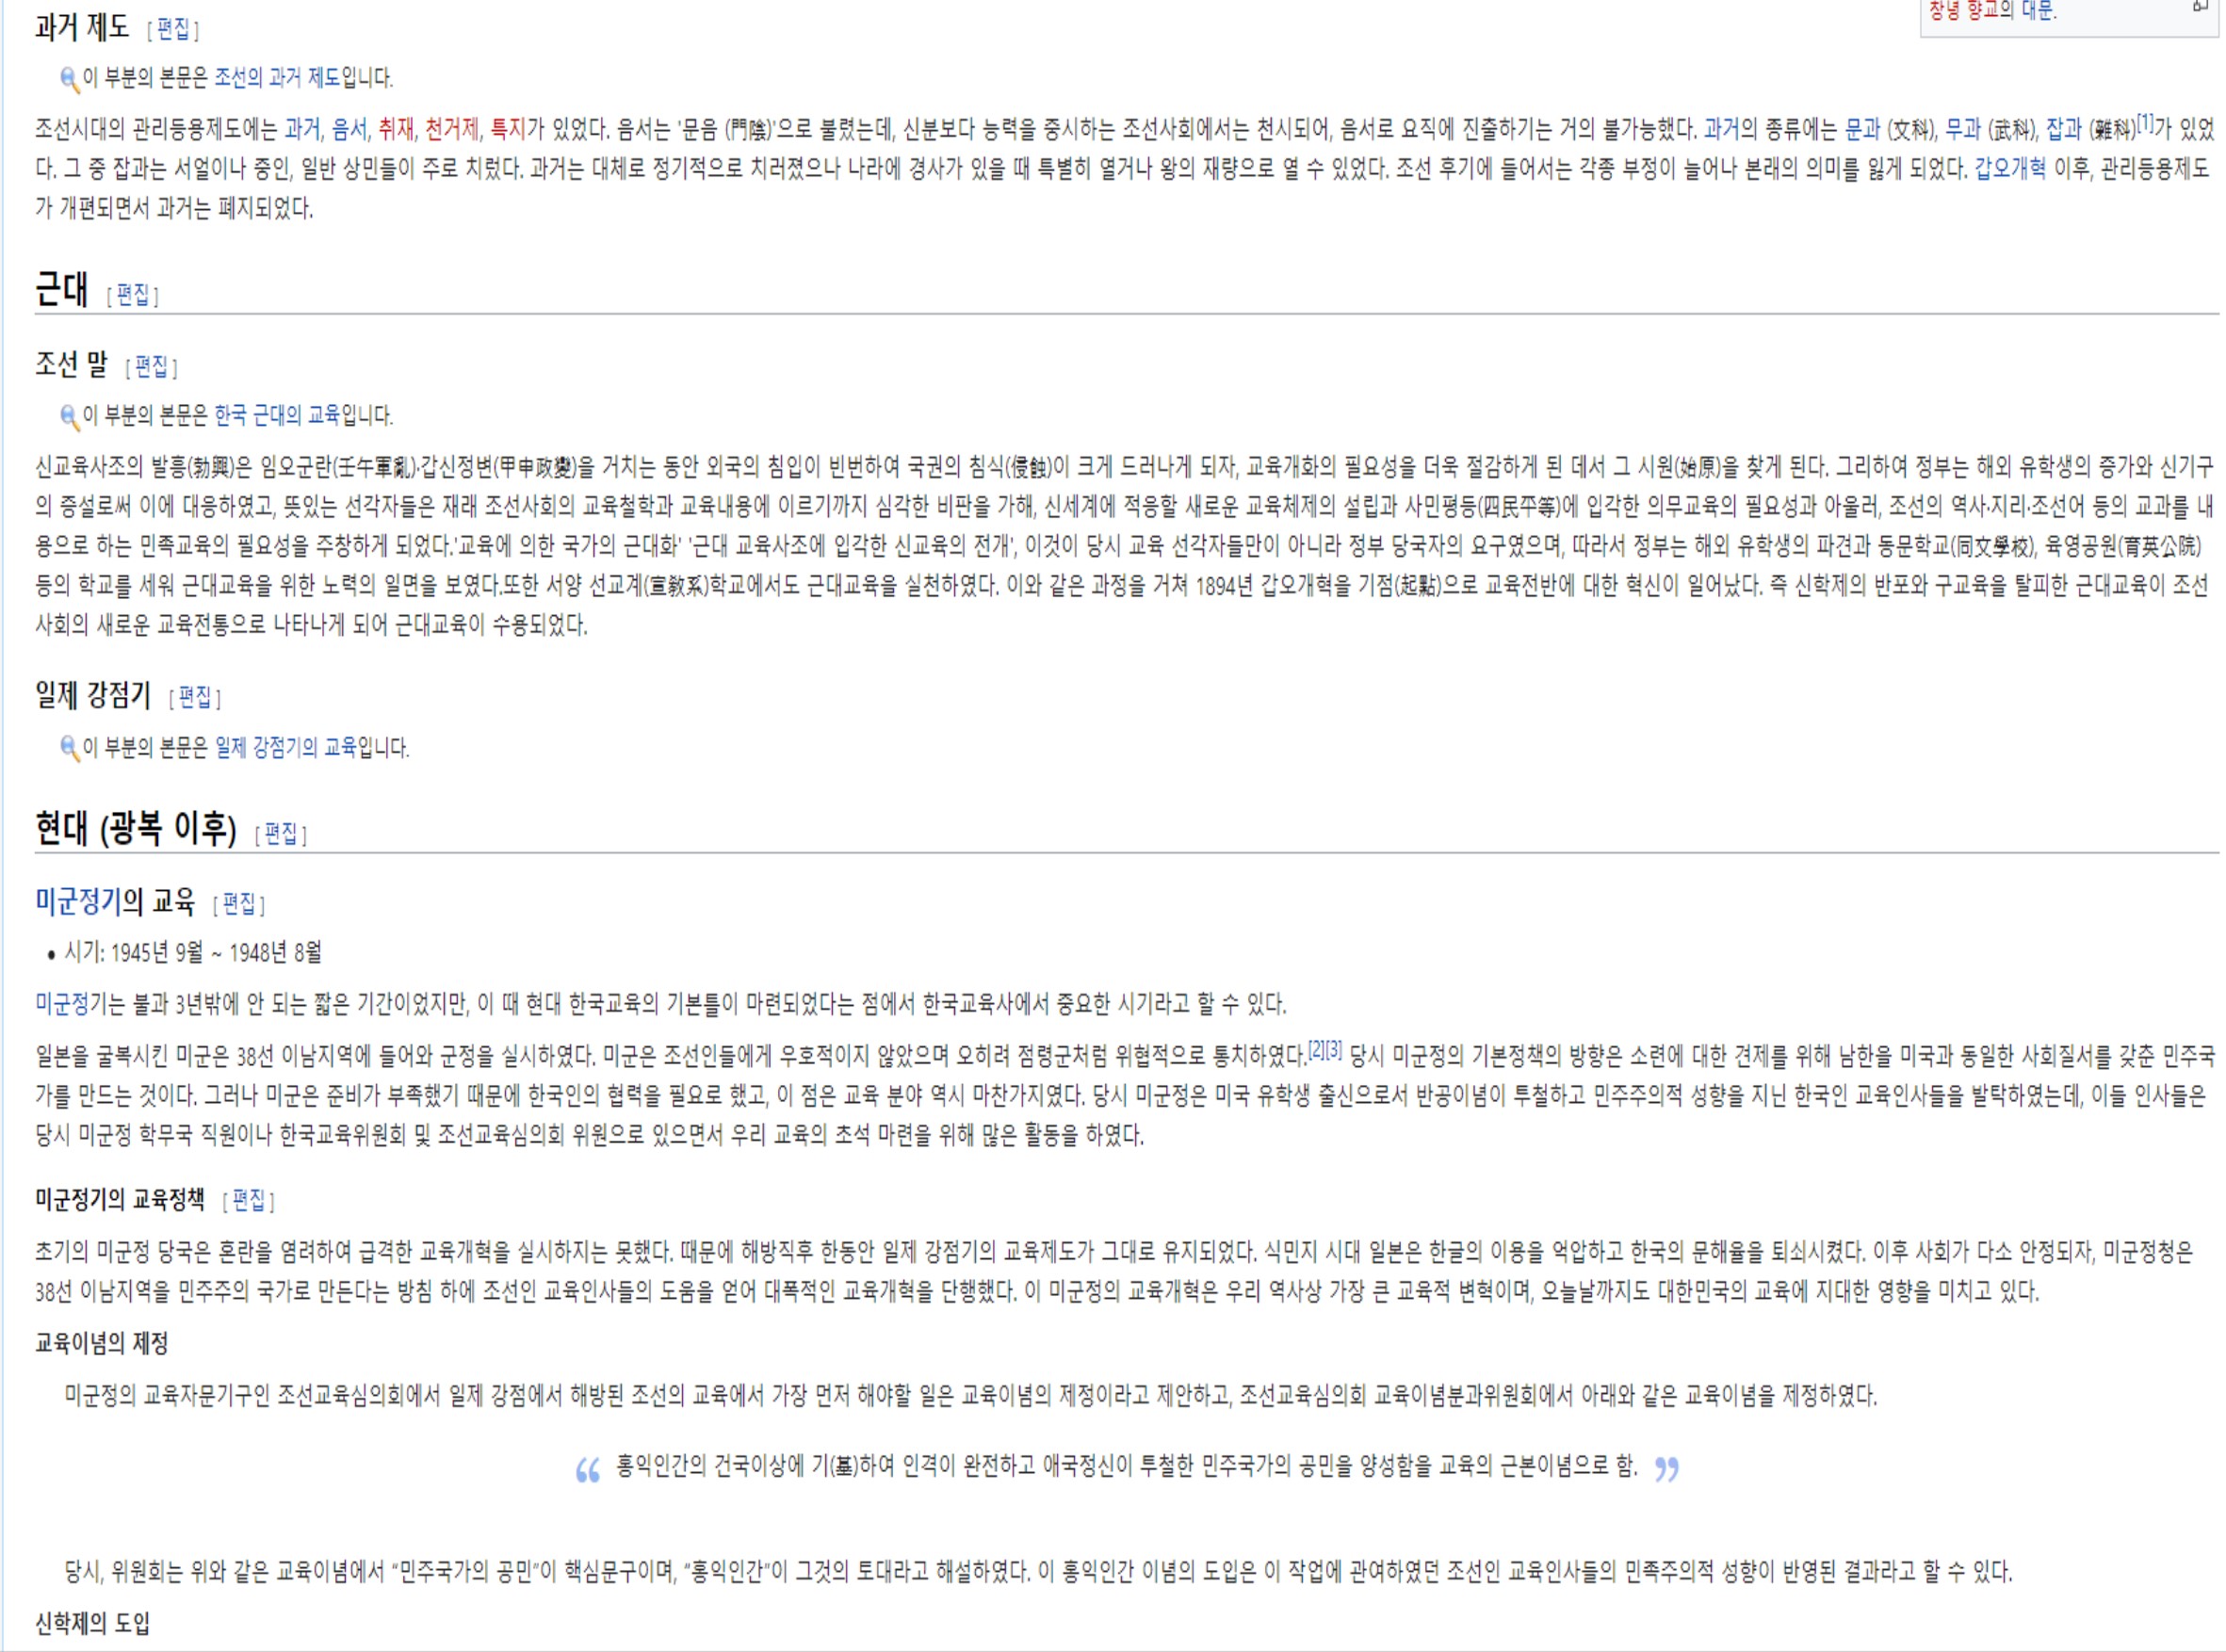 창녕 향교의 대문.
과거 제도 [편집]
이 부분의 본문은 조선의 과거 제도입니다.
조선시대의 관리등용제도에는 과거, 음서, 취재, 천거제, 특지가 있었다. 음서는 '문음 (門陰)'으로 불렸는데, 신분보다 능력을 중시하는 조선사회에서는 천시되어, 음서로 요직에 진출하기는 거의 불가능했다. 과거의 종류에는 문과 (文科), 무과 (武科), 잡과 (雜科)[1]가 있었
다. 그 중 잡과는 서얼이나 중인, 일반 상민들이 주로 치렀다. 과거는 대체로 정기적으로 치러졌으나 나라에 경사가 있을 때 특별히 열거나 왕의 재량으로 열 수 있었다. 조선 후기에 들어서는 각종 부정이 늘어나 본래의 의미를 잃게 되었다. 갑오개혁 이후, 관리등용제도
가 개편되면서 과거는 폐지되었다.
근대 [편집]
조선 말 [편집]
이 부분의 본문은 한국 근대의 교육입니다.
신교육사조의 발흥(勃興)은 임오군란(壬午軍亂)·갑신정변(甲申政變)을 거치는 동안 외국의 침입이 빈번하여 국권의 침식(侵蝕)이 크게 드러나게 되자, 교육개화의 필요성을 더욱 절감하게 된 데서 그 시원(始原)을 찾게 된다. 그리하여 정부는 해외 유학생의 증가와 신기구
의 증설로써 이에 대응하였고, 뜻있는 선각자들은 재래 조선사회의 교육철학과 교육내용에 이르기까지 심각한 비판을 가해, 신세계에 적응할 새로운 교육체제의 설립과 사민평등(四民平等)에 입각한 의무교육의 필요성과 아울러, 조선의 역사·지리·조선어 등의 교과를 내
용으로 하는 민족교육의 필요성을 주창하게 되었다.'교육에 의한 국가의 근대화' '근대 교육사조에 입각한 신교육의 전개', 이것이 당시 교육 선각자들만이 아니라 정부 당국자의 요구였으며, 따라서 정부는 해외 유학생의 파견과 동문학교(同文學校), 육영공원(育英公院)
등의 학교를 세워 근대교육을 위한 노력의 일면을 보였다.또한 서양 선교계(宣敎系)학교에서도 근대교육을 실천하였다. 이와 같은 과정을 거쳐 1894년 갑오개혁을 기점(起點)으로 교육전반에 대한 혁신이 일어났다. 즉 신학제의 반포와 구교육을 탈피한 근대교육이 조선
사회의 새로운 교육전통으로 나타나게 되어 근대교육이 수용되었다.
일제 강점기 [편집]
이 부분의 본문은 일제 강점기의 교육입니다.
현대 (광복 이후) [편집]
미군정기의 교육 [편집]
• 시기: 1945년 9월 ~ 1948년 8월
미군정기는 불과 3년밖에 안 되는 짧은 기간이었지만, 이 때 현대 한국교육의 기본틀이 마련되었다는 점에서 한국교육사에서 중요한 시기라고 할 수 있다.
일본을 굴복시킨 미군은 38선 이남지역에 들어와 군정을 실시하였다. 미군은 조선인들에게 우호적이지 않았으며 오히려 점령군처럼 위협적으로 통치하였다.[2][3] 당시 미군정의 기본정책의 방향은 소련에 대한 견제를 위해 남한을 미국과 동일한 사회질서를 갖춘 민주국
가를 만드는 것이다. 그러나 미군은 준비가 부족했기 때문에 한국인의 협력을 필요로 했고, 이 점은 교육 분야 역시 마찬가지였다. 당시 미군정은 미국 유학생 출신으로서 반공이념이 투철하고 민주주의적 성향을 지닌 한국인 교육인사들을 발탁하였는데, 이들 인사들은
당시 미군정 학무국 직원이나 한국교육위원회 및 조선교육심의회 위원으로 있으면서 우리 교육의 초석 마련을 위해 많은 활동을 하였다.
미군정기의 교육정책 [편집]
초기의 미군정 당국은 혼란을 염려하여 급격한 교육개혁을 실시하지는 못했다. 때문에 해방직후 한동안 일제 강점기의 교육제도가 그대로 유지되었다. 식민지 시대 일본은 한글의 이용을 억압하고 한국의 문해율을 퇴쇠시켰다. 이후 사회가 다소 안정되자, 미군정청은
38선 이남지역을 민주주의 국가로 만든다는 방침 하에 조선인 교육인사들의 도움을 얻어 대폭적인 교육개혁을 단행했다. 이 미군정의 교육개혁은 우리 역사상 가장 큰 교육적 변혁이며, 오늘날까지도 대한민국의 교육에 지대한 영향을 미치고 있다.
교육이념의 제정
미군정의 교육자문기구인 조선교육심의회에서 일제 강점에서 해방된 조선의 교육에서 가장 먼저 해야할 일은 교육이념의 제정이라고 제안하고, 조선교육심의회 교육이념분과위원회에서 아래와 같은 교육이념을 제정하였다.
“ 홍익인간의 건국이상에 기(基)하여 인격이 완전하고 애국정신이 투철한 민주국가의 공민을 양성함을 교육의 근본이념으로 함. ”
당시, 위원회는 위와 같은 교육이념에서 “민주국가의 공민”이 핵심문구이며, “홍익인간”이 그것의 토대라고 해설하였다. 이 홍익인간 이념의 도입은 이 작업에 관여하였던 조선인 교육인사들의 민족주의적 성향이 반영된 결과라고 할 수 있다.
신학제의 도입